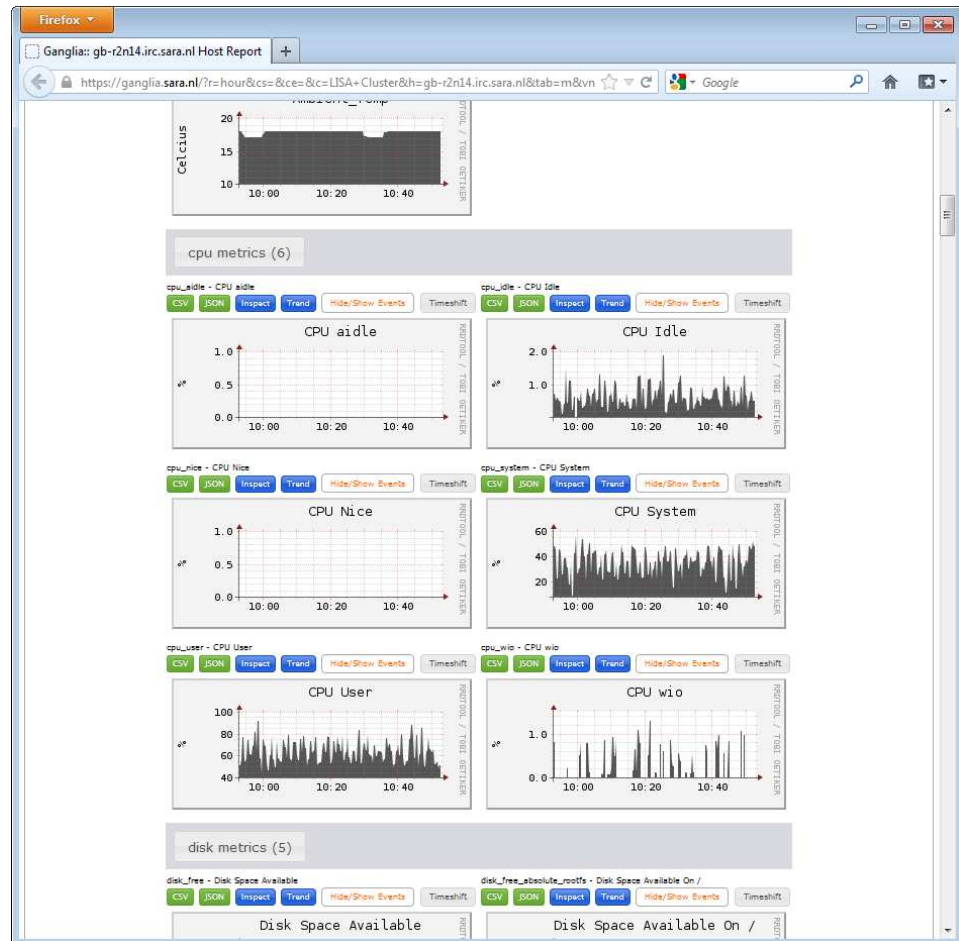 Firefox
Ganglia:: gb-r2n14.irc.sara.nl Host Report
+
https://ganglia.sara.nl/?r=hour&cs=&ce=&c=LISA+Cluster&h=gb-r2n14.irc.sara.nl&tab=m&vn
Google
Ambient_Temp
Celcius
20
15
10
10:00 10:20 10:40
RRDTOOL / TOBI OETIKER
cpu metrics (6)
cpu_aidle - CPU aidle
CSV JSON Inspect Trend Hide/Show Events Timeshift
CPU aidle
%
1.0
0.5
0.0
10:00 10:20 10:40
RRDTOOL / TOBI OETIKER
cpu_idle - CPU Idle
CSV JSON Inspect Trend Hide/Show Events Timeshift
CPU Idle
%
2.0
1.0
10:00 10:20 10:40
RRDTOOL / TOBI OETIKER
cpu_nice - CPU Nice
CSV JSON Inspect Trend Hide/Show Events Timeshift
CPU Nice
%
1.0
0.5
0.0
10:00 10:20 10:40
RRDTOOL / TOBI OETIKER
cpu_system - CPU System
CSV JSON Inspect Trend Hide/Show Events Timeshift
CPU System
%
60
40
20
10:00 10:20 10:40
RRDTOOL / TOBI OETIKER
cpu_user - CPU User
CSV JSON Inspect Trend Hide/Show Events Timeshift
CPU User
%
100
80
60
40
10:00 10:20 10:40
RRDTOOL / TOBI OETIKER
cpu_wio - CPU wio
CSV JSON Inspect Trend Hide/Show Events Timeshift
CPU wio
%
1.0
0.0
10:00 10:20 10:40
RRDTOOL / TOBI OETIKER
disk metrics (5)
disk_free - Disk Space Available
CSV JSON Inspect Trend Hide/Show Events Timeshift
Disk Space Available
disk_free_absolute_rootfs - Disk Space Available On /
CSV JSON Inspect Trend Hide/Show Events Timeshift
Disk Space Available On /